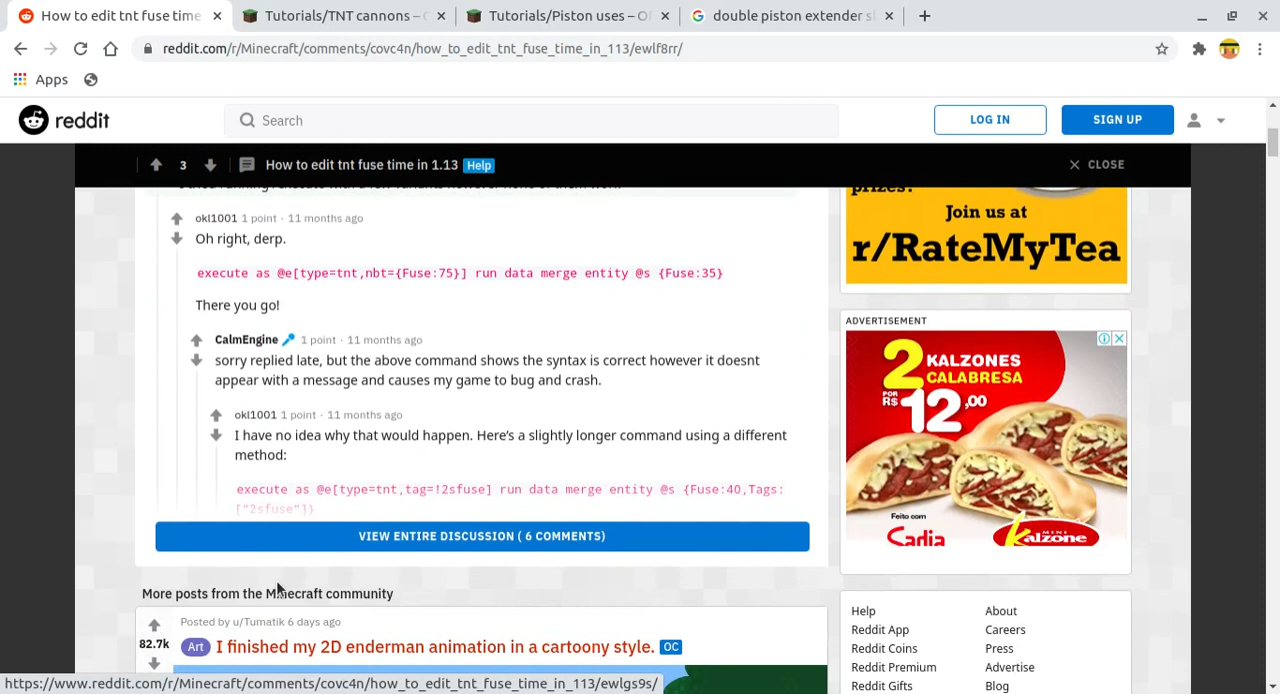 How to edit tnt fuse time
Tutorials/TNT cannons –
Tutorials/Piston uses – O
double piston extender s
reddit.com/r/Minecraft/comments/covc4n/how_to_edit_tnt_fuse_time_in_113/ewlf8rr/
Apps
reddit
Search
LOG IN
SIGN UP
3
How to edit tnt fuse time in 1.13 Help
CLOSE
okl1001 1 point · 11 months ago
Oh right, derp.
execute as @e[type=tnt,nbt={Fuse:75}] run data merge entity @s {Fuse:35}
There you go!
CalmEngine 1 point · 11 months ago
sorry replied late, but the above command shows the syntax is correct however it doesnt
appear with a message and causes my game to bug and crash.
okl1001 1 point · 11 months ago
I have no idea why that would happen. Here’s a slightly longer command using a different
method:
execute as @e[type=tnt,tag=!2sfuse] run data merge entity @s {Fuse:40,Tags:
["2sfuse"]}
VIEW ENTIRE DISCUSSION ( 6 COMMENTS)
More posts from the Minecraft community
Posted by u/Tumatik 6 days ago
82.7k
Art I finished my 2D enderman animation in a cartoony style. OC
prizes?
Join us at
r/RateMyTea
ADVERTISEMENT
2 KALZONES
CALABRESA
POR
R$ 12,00
Feito com
Sadia
MINI
kalzone
Help
About
Reddit App
Careers
Reddit Coins
Press
Reddit Premium
Advertise
Reddit Gifts
Blog
https://www.reddit.com/r/Minecraft/comments/covc4n/how_to_edit_tnt_fuse_time_in_113/ewlgs9s/